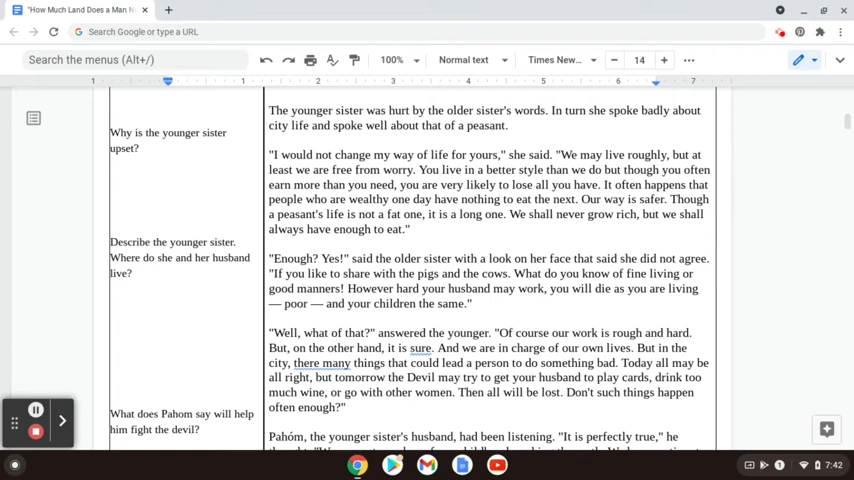 "How Much Land Does a Man N
Search Google or type a URL
Search the menus (Alt+/)
100%
Normal text
Times New...
14
1
1
2
3
4
5
6
7
The younger sister was hurt by the older sister's words. In turn she spoke badly about
city life and spoke well about that of a peasant.
Why is the younger sister
upset?
"I would not change my way of life for yours," she said. "We may live roughly, but at
least we are free from worry. You live in a better style than we do but though you often
earn more than you need, you are very likely to lose all you have. It often happens that
people who are wealthy one day have nothing to eat the next. Our way is safer. Though
a peasant's life is not a fat one, it is a long one. We shall never grow rich, but we shall
always have enough to eat."
Describe the younger sister.
Where do she and her husband
live?
"Enough? Yes!" said the older sister with a look on her face that said she did not agree.
"If you like to share with the pigs and the cows. What do you know of fine living or
good manners! However hard your husband may work, you will die as you are living
— poor — and your children the same."
"Well, what of that?" answered the younger. "Of course our work is rough and hard.
But, on the other hand, it is sure. And we are in charge of our own lives. But in the
city, there many things that could lead a person to do something bad. Today all may be
all right, but tomorrow the Devil may try to get your husband to play cards, drink too
much wine, or go with other women. Then all will be lost. Don't such things happen
often enough?"
What does Pahom say will help
him fight the devil?
Pahóm, the younger sister's husband, had been listening. "It is perfectly true," he
1
7:42